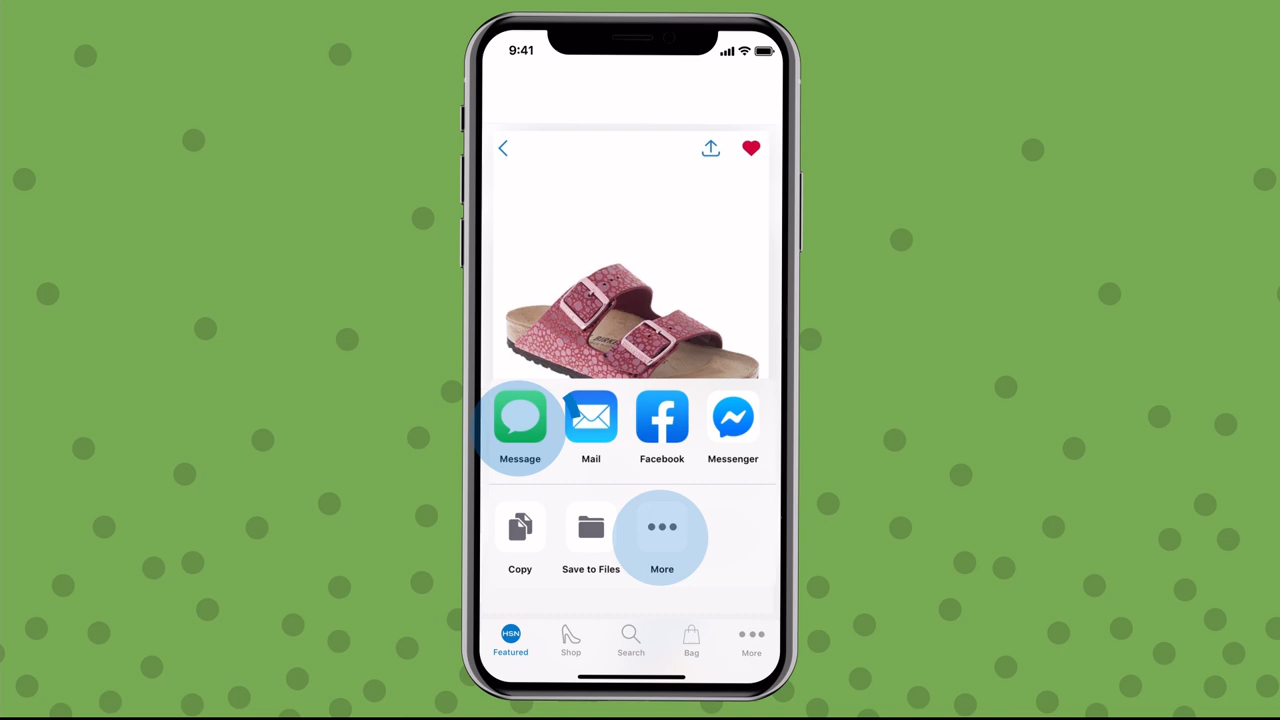 9:41
Message Mail Facebook Messenger
Copy Save to Files More
HSN
Featured Shop Search Bag More